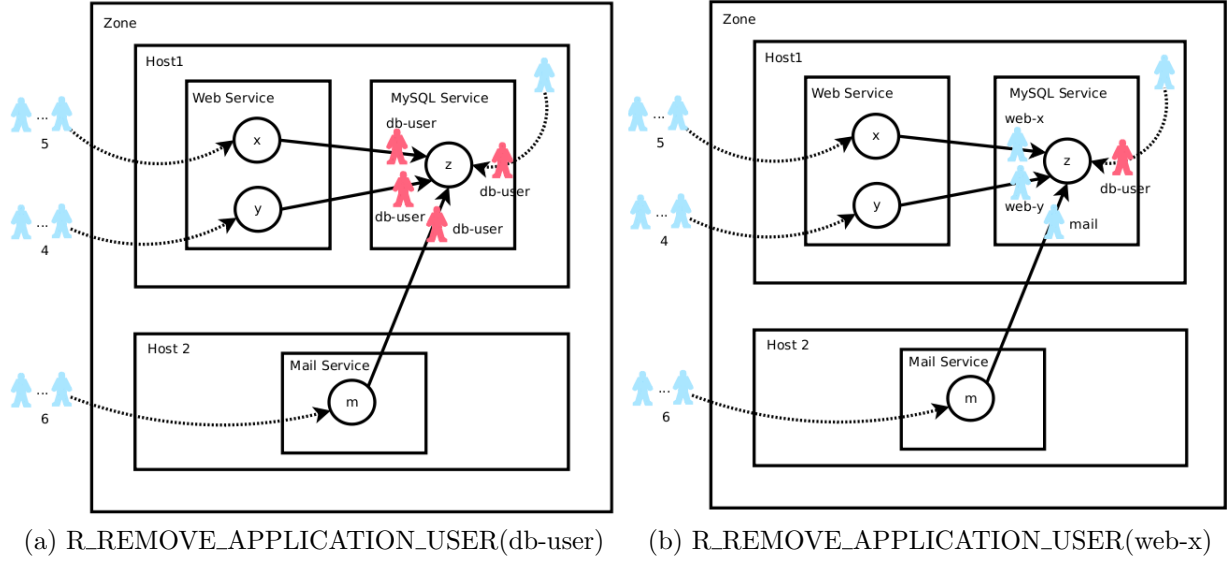 Zone
Host1
Web Service
MySQL Service
db-user
x
z
5
db-user
y
db-user
db-user
4
Host 2
Mail Service
...
m
6
(a) R_REMOVE_APPLICATION_USER(db-user)
Zone
Host1
Web Service
MySQL Service
web-x
...
x
z
5
db-user
...
y
web-y
mail
4
Host 2
Mail Service
...
m
6
(b) R_REMOVE_APPLICATION_USER(web-x)